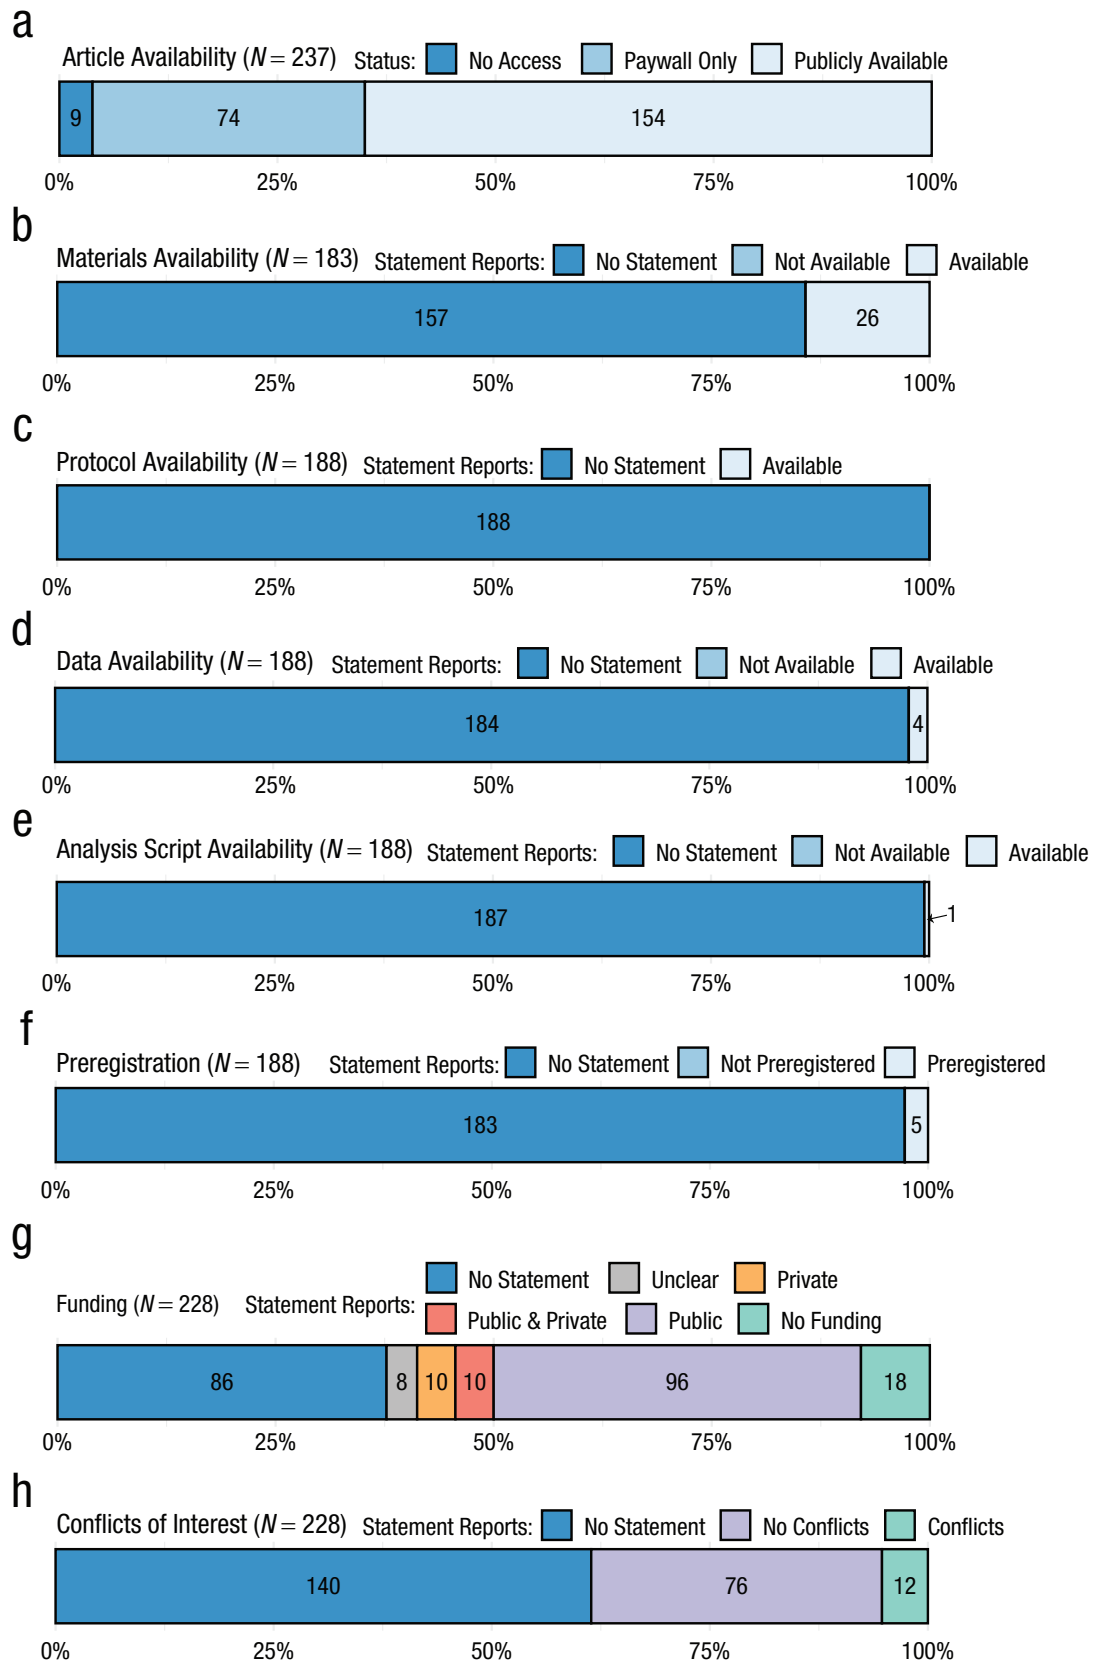 a
Article Availability (N = 237) Status: No Access Paywall Only Publicly Available
9 74 154
0% 25% 50% 75% 100%
b
Materials Availability (N = 183) Statement Reports: No Statement Not Available Available
157 26
0% 25% 50% 75% 100%
c
Protocol Availability (N = 188) Statement Reports: No Statement Available
188
0% 25% 50% 75% 100%
d
Data Availability (N = 188) Statement Reports: No Statement Not Available Available
184 4
0% 25% 50% 75% 100%
e
Analysis Script Availability (N = 188) Statement Reports: No Statement Not Available Available
187 1
0% 25% 50% 75% 100%
f
Preregistration (N = 188) Statement Reports: No Statement Not Preregistered Preregistered
183 5
0% 25% 50% 75% 100%
g
No Statement Unclear Private
Funding (N = 228) Statement Reports:
Public & Private Public No Funding
86 8 10 10 96 18
0% 25% 50% 75% 100%
h
Conflicts of Interest (N = 228) Statement Reports: No Statement No Conflicts Conflicts
140 76 12
0% 25% 50% 75% 100%